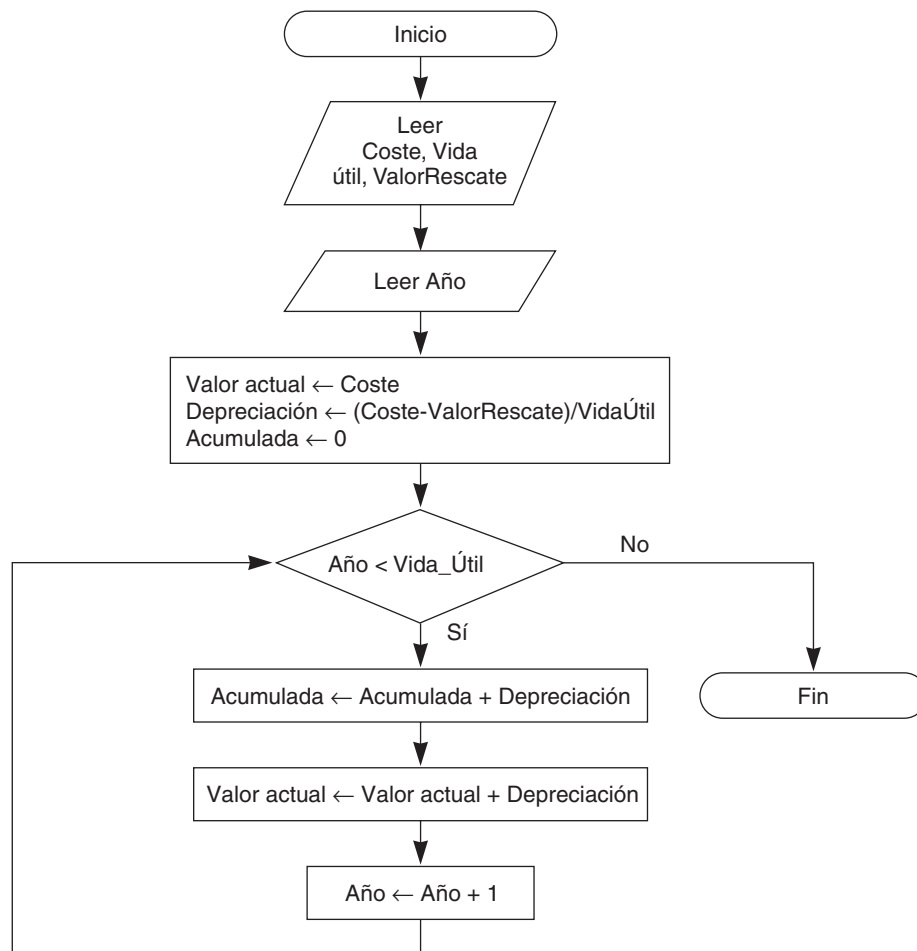 Inicio
Leer
Coste, Vida
útil, ValorRescate
Leer Año
Valor actual ← Coste
Depreciación ← (Coste-ValorRescate)/VidaÚtil
Acumulada ← 0
Año < Vida_Útil
No
Sí
Acumulada ← Acumulada + Depreciación
Fin
Valor actual ← Valor actual + Depreciación
Año ← Año + 1